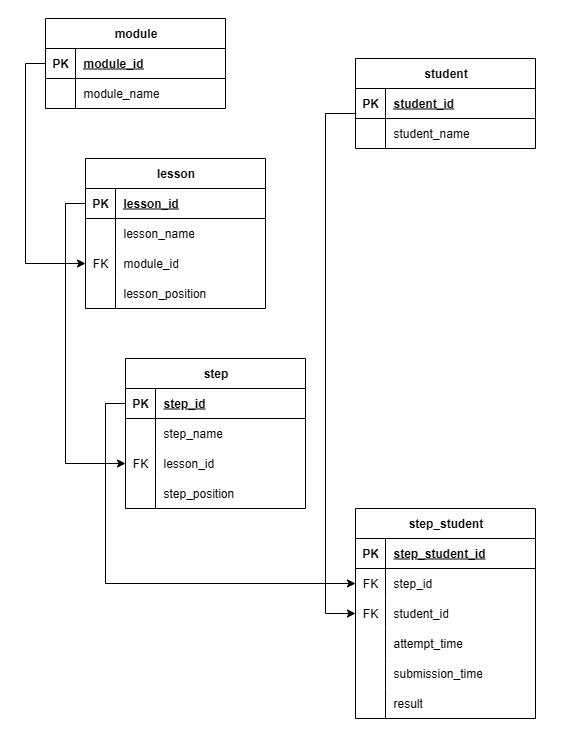 module
PK module_id
module_name
student
PK student_id
student_name
lesson
PK lesson_id
lesson_name
FK module_id
lesson_position
step
PK step_id
step_name
FK lesson_id
step_position
step_student
PK step_student_id
FK step_id
FK student_id
attempt_time
submission_time
result